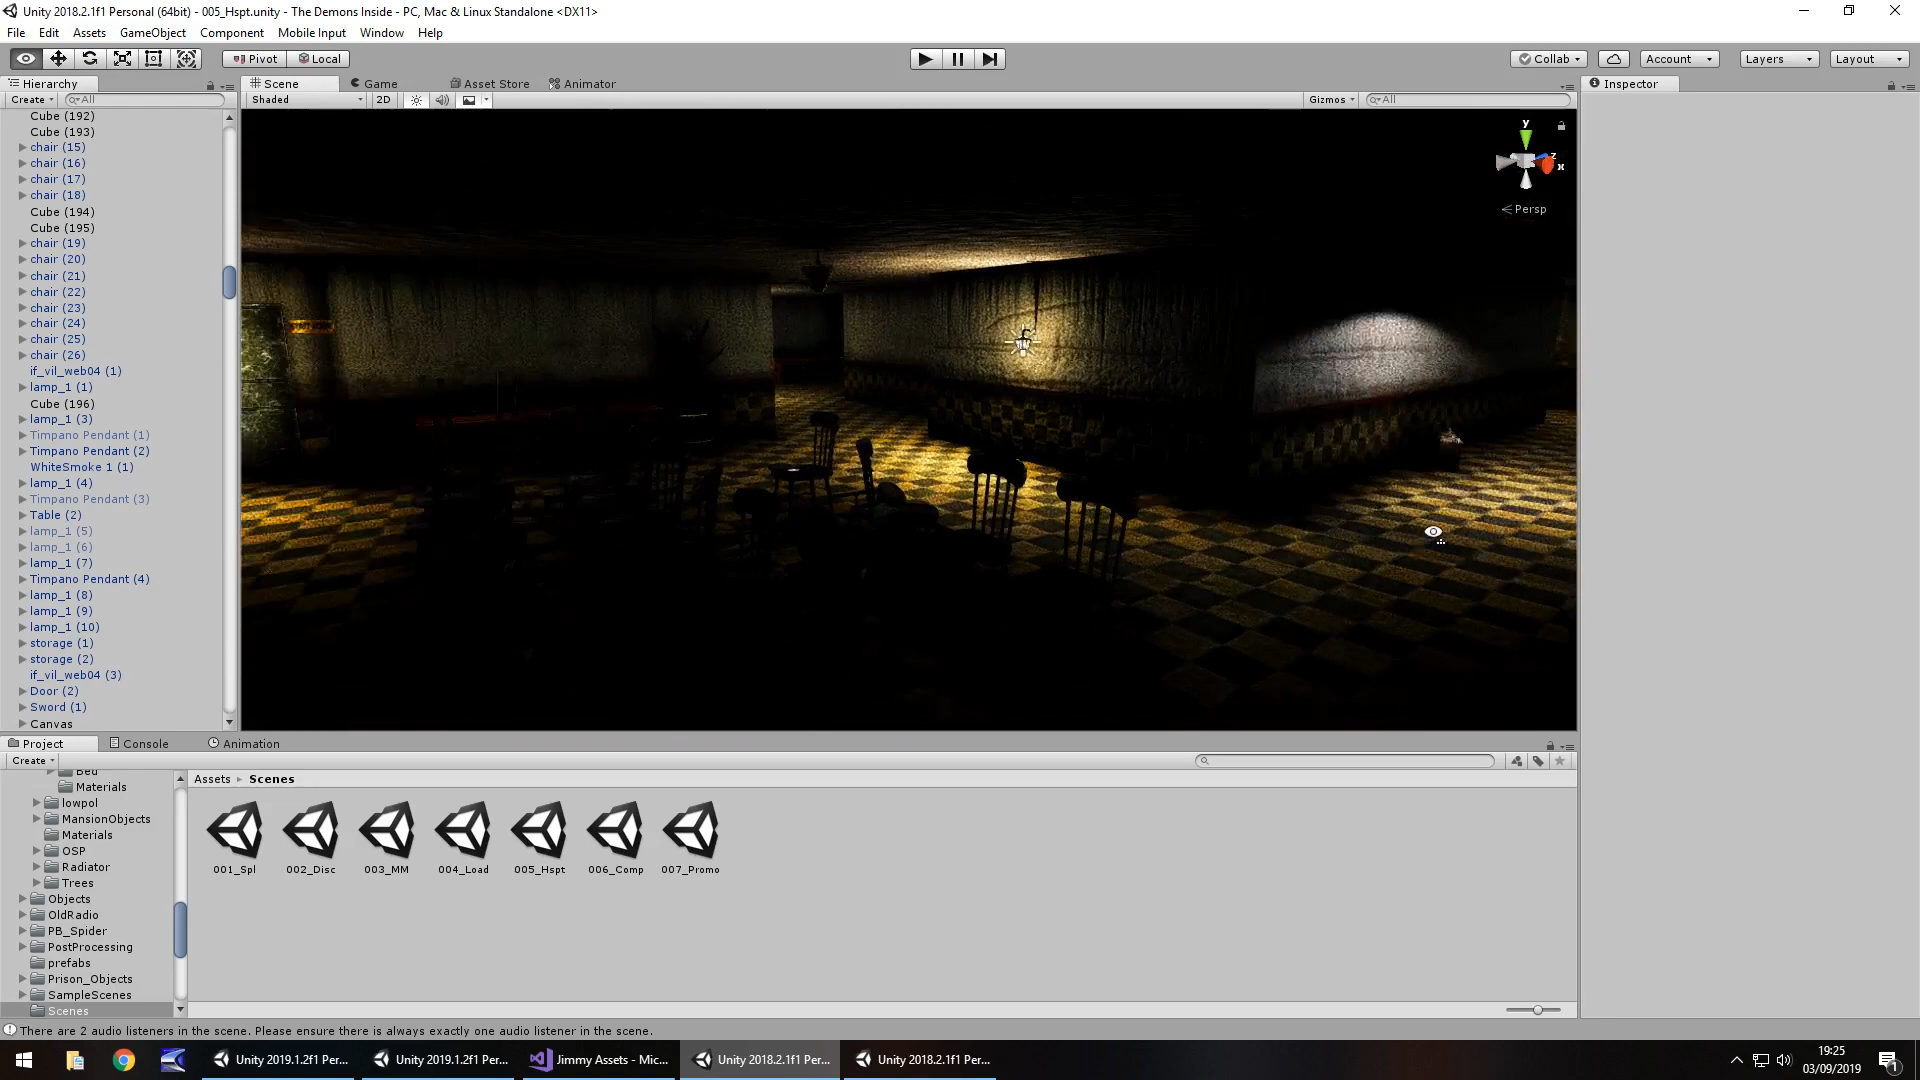 Unity 2018.2.1f1 Personal (64bit) - 005_Hspt.unity - The Demons Inside - PC, Mac & Linux Standalone <DX11>
File Edit Assets GameObject Component Mobile Input Window Help
Pivot Local Collab Account Layers Layout
Hierarchy Scene Game Asset Store Animator Inspector
Create All Shaded 2D Gizmos All
Cube (192)
Cube (193)
chair (15)
chair (16)
chair (17)
chair (18)
Cube (194)
Cube (195)
chair (19)
chair (20)
chair (21)
chair (22)
chair (23)
chair (24)
chair (25)
chair (26)
if_vil_web04 (1)
lamp_1 (1)
Cube (196)
lamp_1 (3)
Timpano Pendant (1)
Timpano Pendant (2)
WhiteSmoke 1 (1)
lamp_1 (4)
Timpano Pendant (3)
Table (2)
lamp_1 (5)
lamp_1 (6)
lamp_1 (7)
Timpano Pendant (4)
lamp_1 (8)
lamp_1 (9)
lamp_1 (10)
storage (1)
storage (2)
if_vil_web04 (3)
Door (2)
Sword (1)
Canvas
y
z
x
Persp
Project Console Animation
Create
Bed
Materials
lowpol
MansionObjects
Materials
OSP
Radiator
Trees
Objects
OldRadio
PB_Spider
PostProcessing
prefabs
Prison_Objects
SampleScenes
Scenes
Assets Scenes
001_Spl 002_Disc 003_MM 004_Load 005_Hspt 006_Comp 007_Promo
There are 2 audio listeners in the scene. Please ensure there is always exactly one audio listener in the scene.
Unity 2019.1.2f1 Per... Unity 2019.1.2f1 Per... Jimmy Assets - Mic... Unity 2018.2.1f1 Per... Unity 2018.2.1f1 Per...
19:25
03/09/2019
1